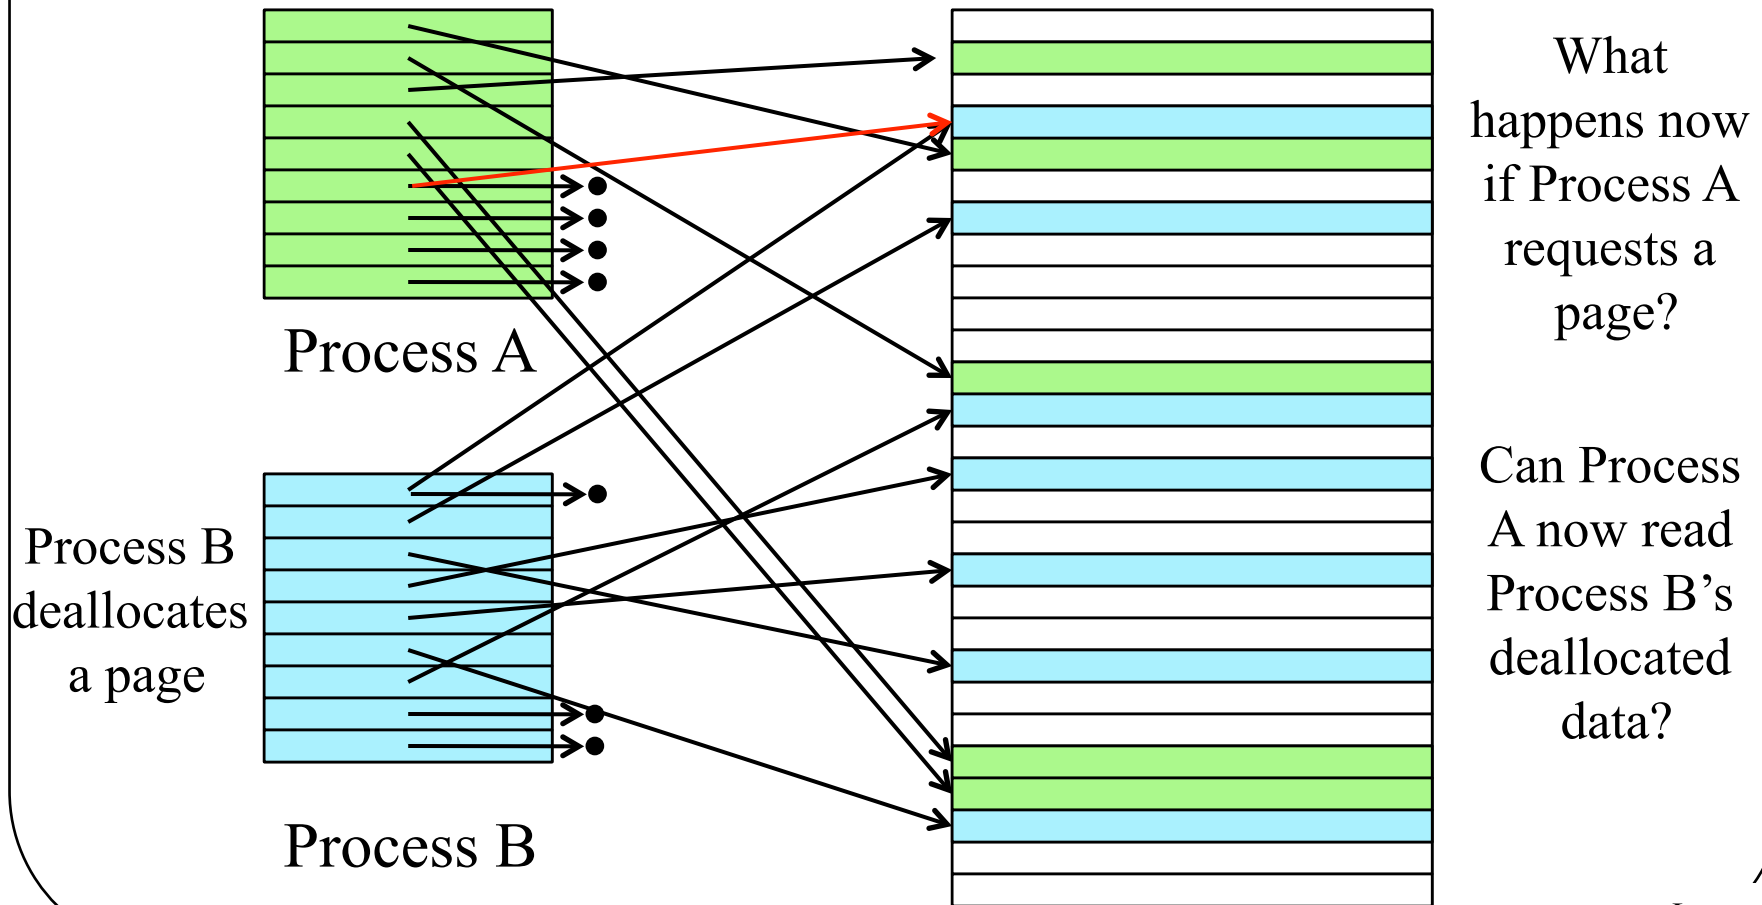 What
happens now
if Process A
requests a
page?
Process A
Can Process
A now read
Process B’s
deallocated
data?
Process B
deallocates
a page
Process B